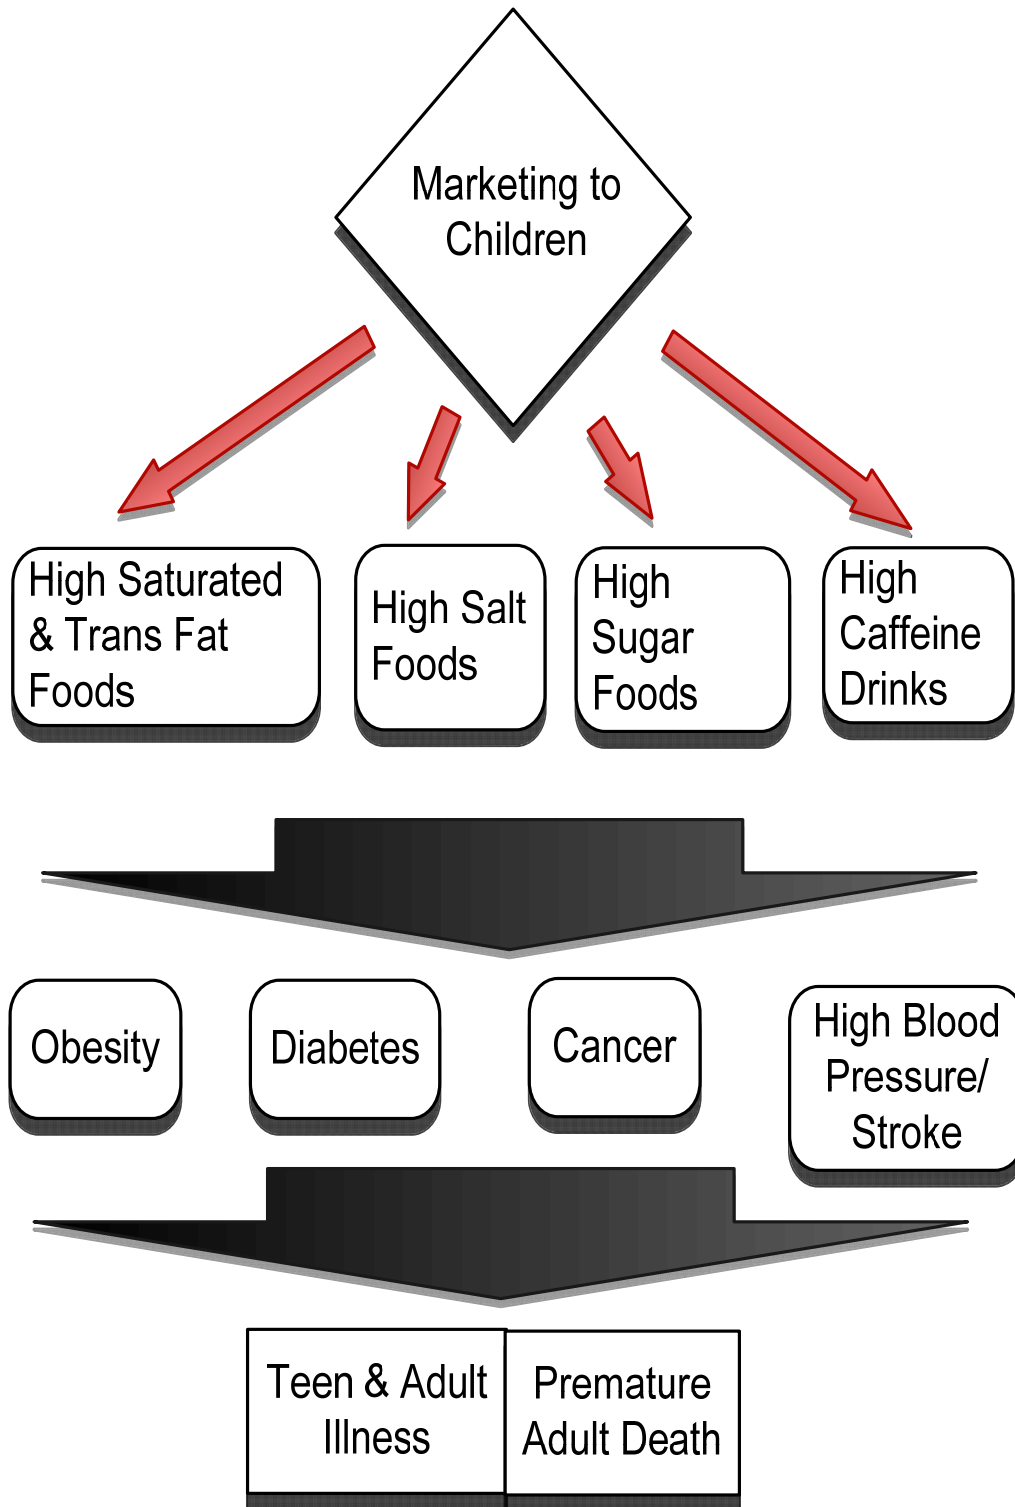 Marketing to
Children
High Saturated
& Trans Fat
Foods
High Salt
Foods
High
Sugar
Foods
High
Caffeine
Drinks
Obesity
Diabetes
Cancer
High Blood
Pressure/
Stroke
Teen & Adult
Illness
Premature
Adult Death